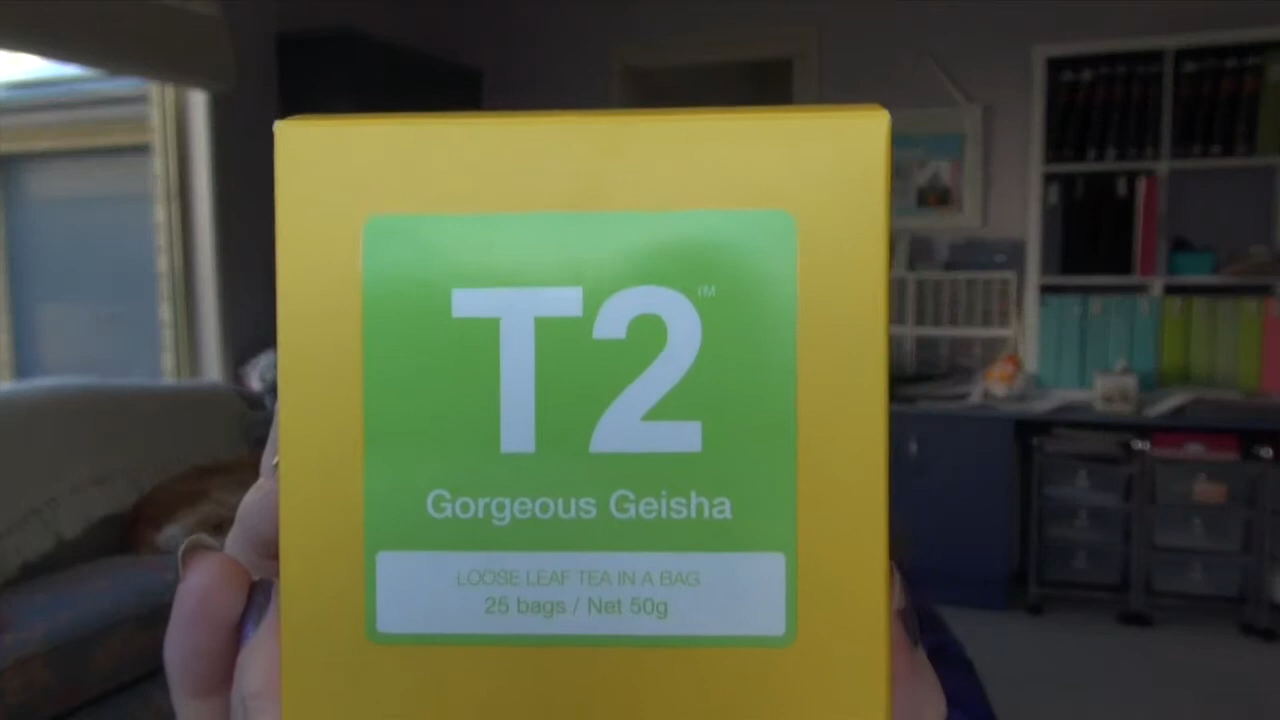 T2™
Gorgeous Geisha
LOOSE LEAF TEA IN A BAG
25 bags / Net 50g